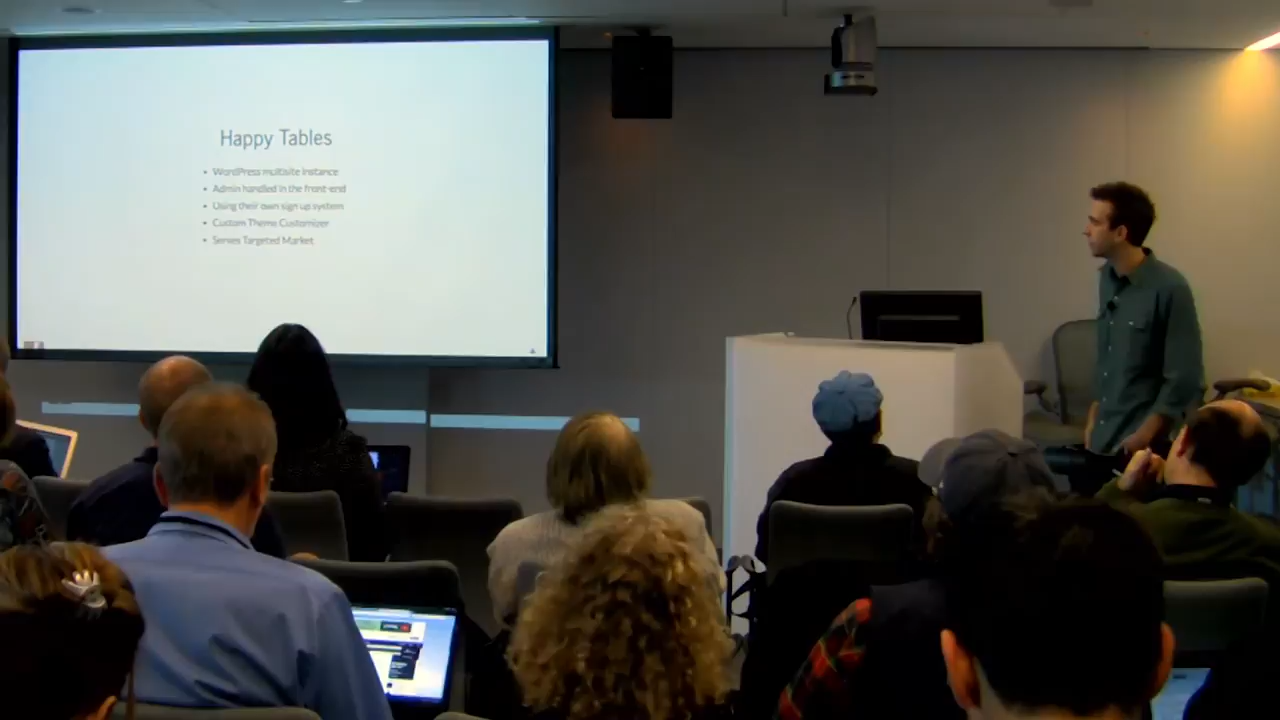 Happy Tables
• WordPress multisite instance
• Admin handled in the front-end
• Using their own sign up system
• Custom Theme Customizer
• Serves Targeted Market